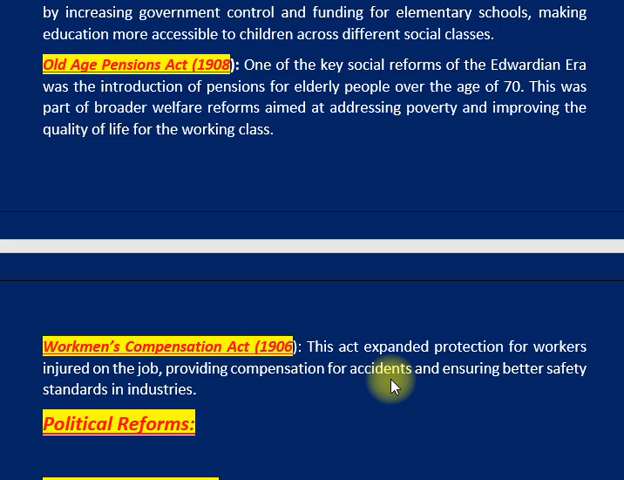 by increasing government control and funding for elementary schools, making
education more accessible to children across different social classes.
Old Age Pensions Act (1908): One of the key social reforms of the Edwardian Era
was the introduction of pensions for elderly people over the age of 70. This was
part of broader welfare reforms aimed at addressing poverty and improving the
quality of life for the working class.
Workmen's Compensation Act (1906): This act expanded protection for workers
injured on the job, providing compensation for accidents and ensuring better safety
standards in industries.
Political Reforms: